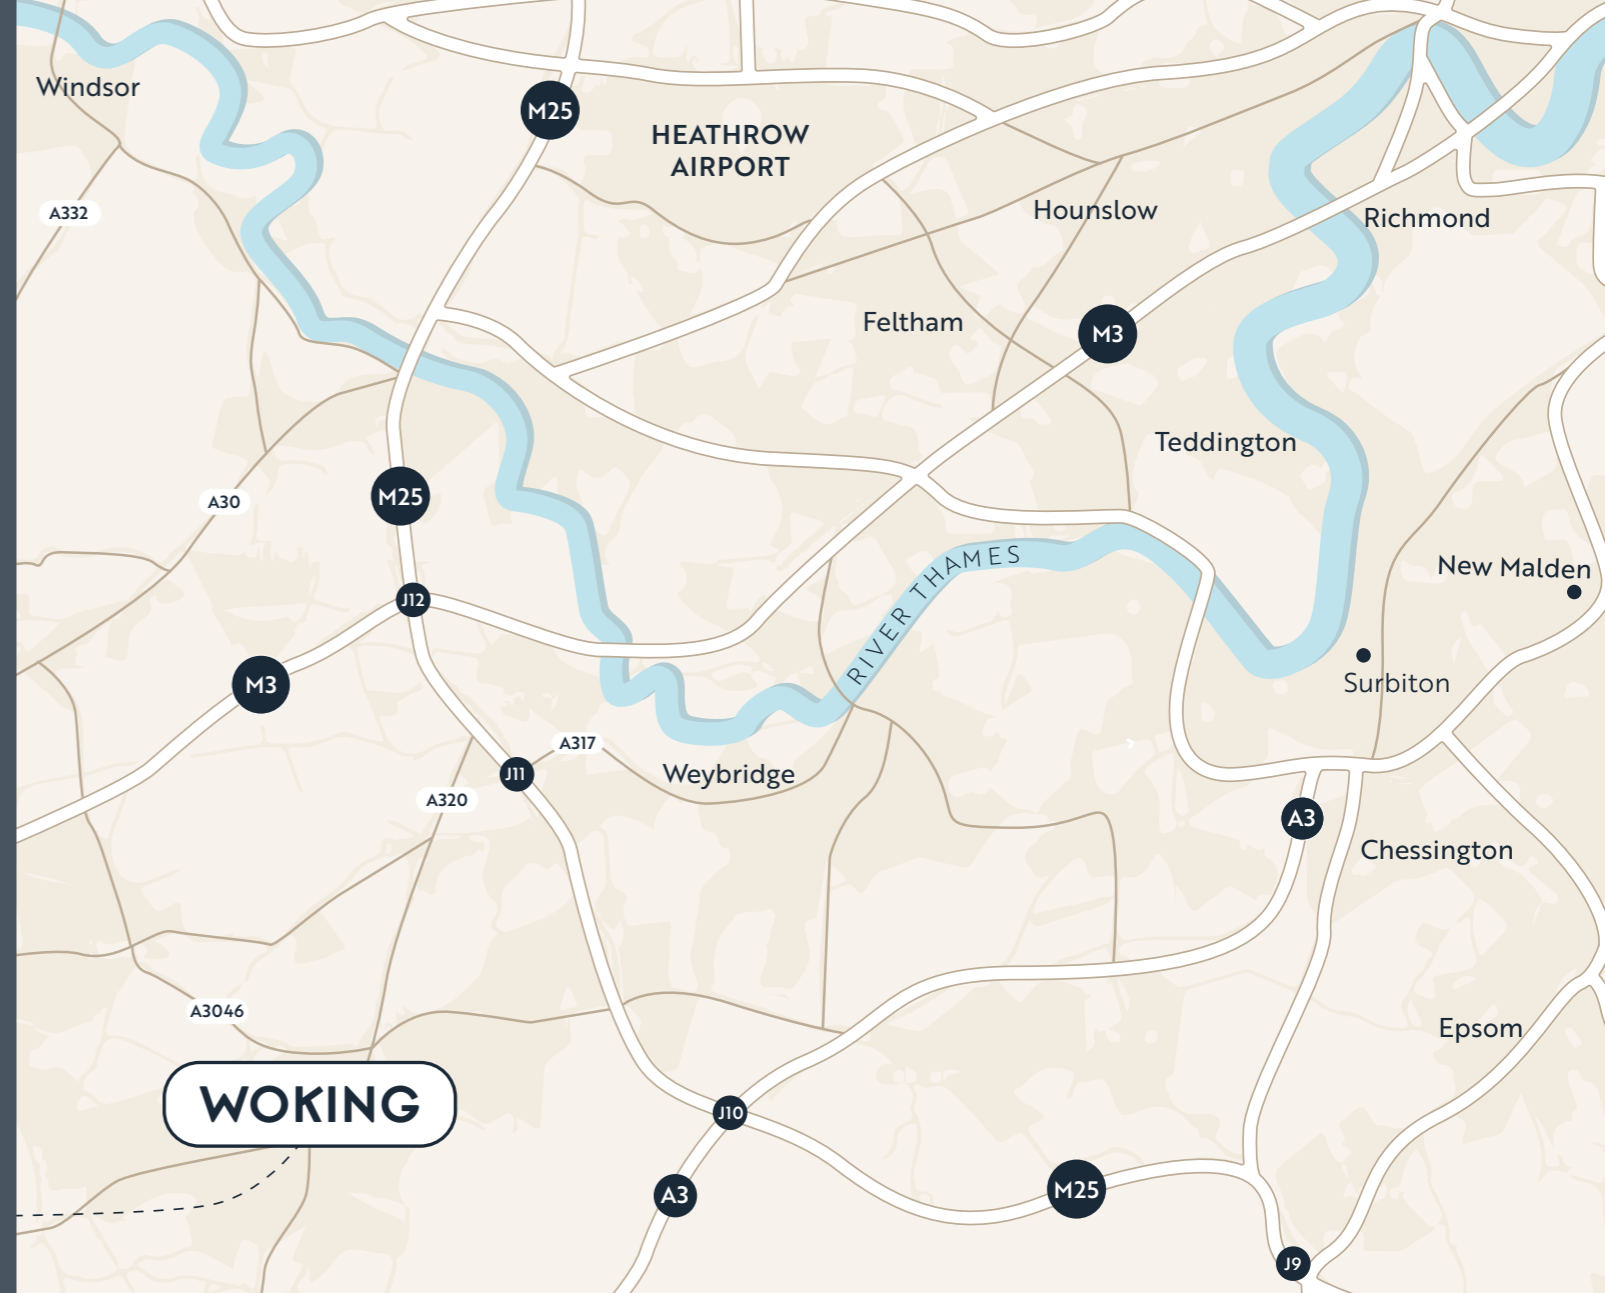 Windsor
M25
HEATHROW
AIRPORT
A332
Hounslow
Richmond
Feltham
M3
Teddington
M25
A30
RIVER THAMES
New Malden
J12
M3
Surbiton
A317
J11
Weybridge
A320
A3
Chessington
A3046
Epsom
WOKING
J10
A3
M25
J9